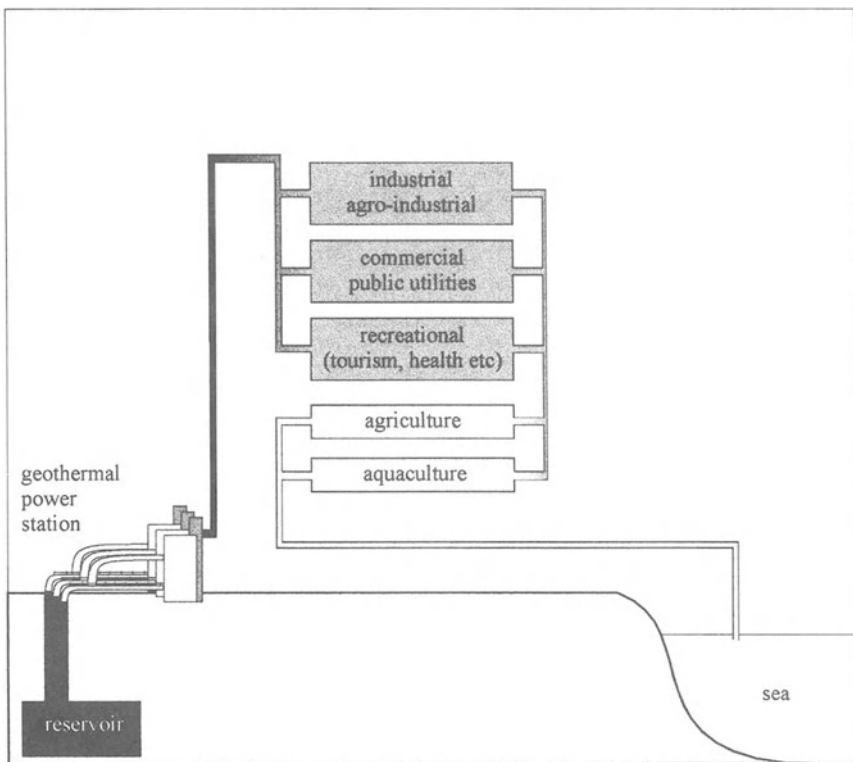 industrial
agro-industrial
commercial
public utilities
recreational
(tourism, health etc)
agriculture
aquaculture
geothermal
power
station
reservoir
sea